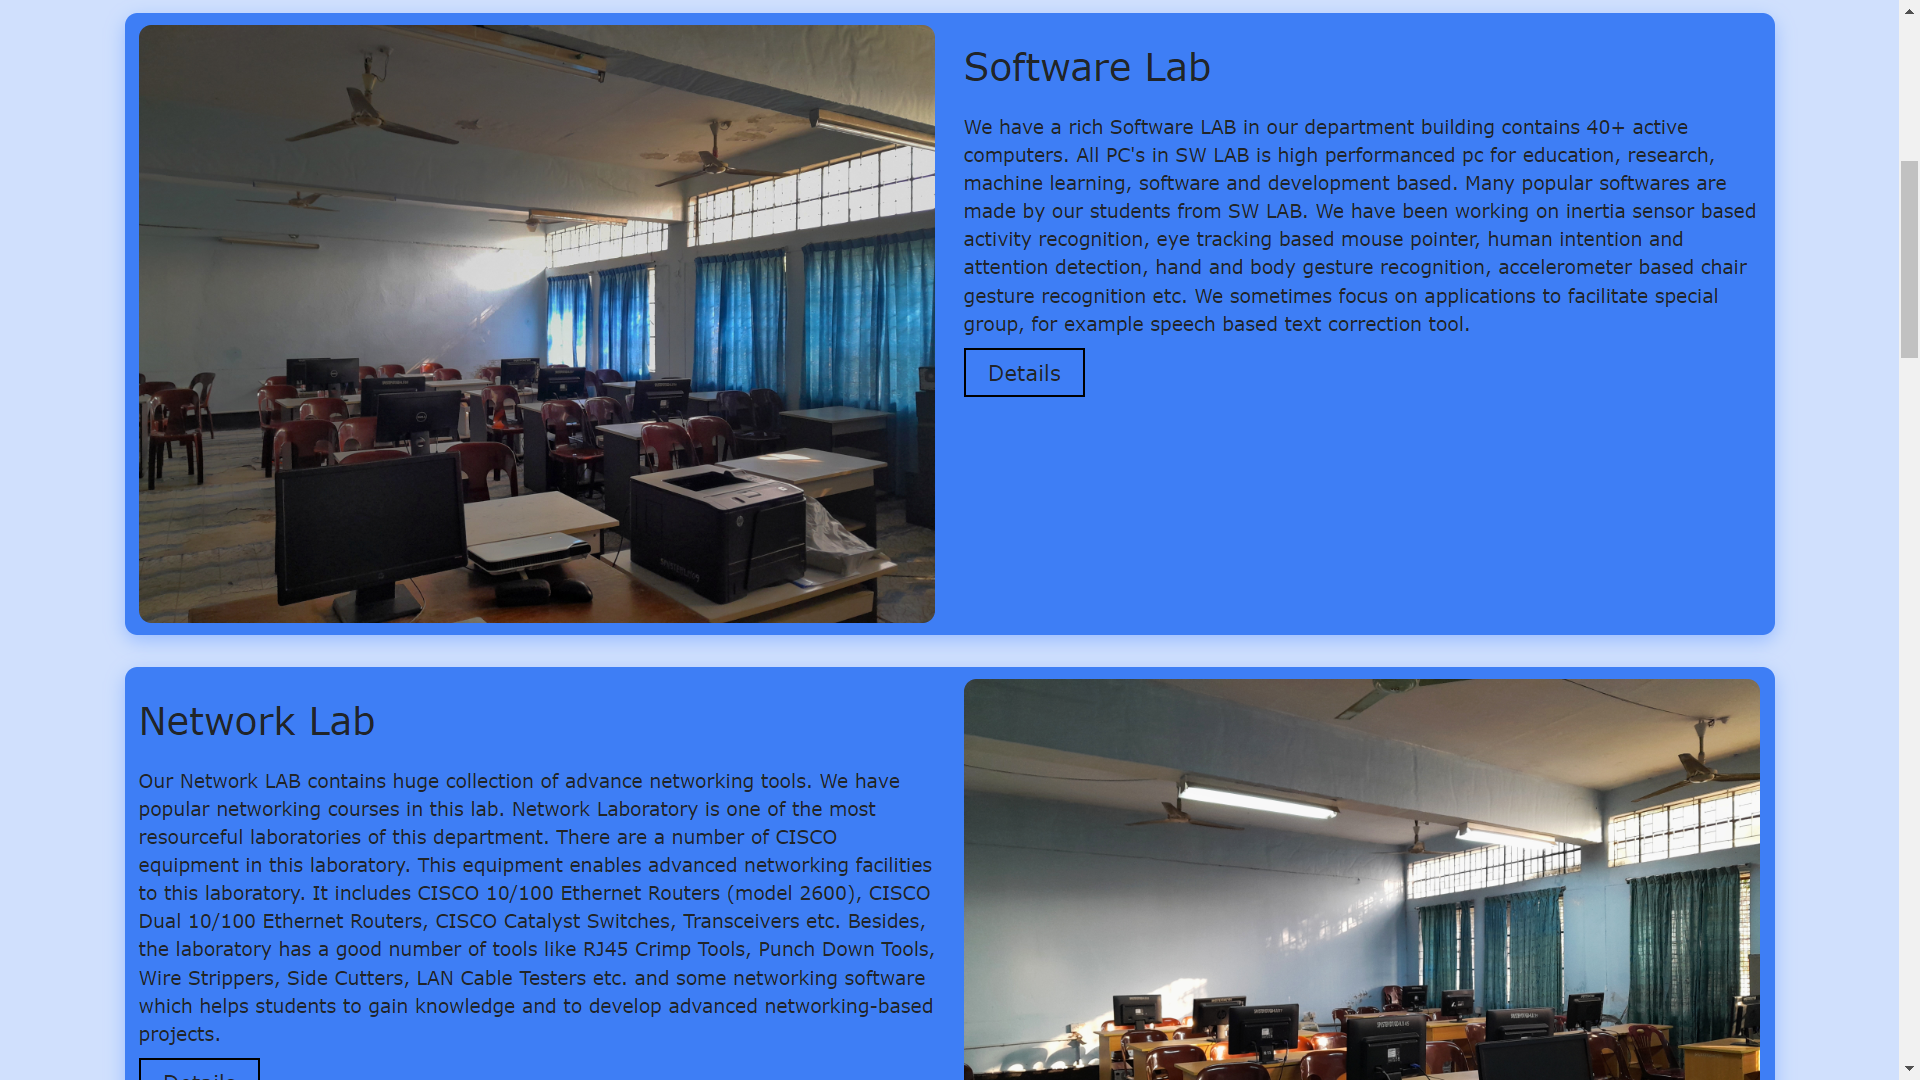 Software Lab
We have a rich Software LAB in our department building contains 40+ active
computers. All PC's in SW LAB is high performanced pc for education, research,
machine learning, software and development based. Many popular softwares are
made by our students from SW LAB. We have been working on inertia sensor based
activity recognition, eye tracking based mouse pointer, human intention and
attention detection, hand and body gesture recognition, accelerometer based chair
gesture recognition etc. We sometimes focus on applications to facilitate special
group, for example speech based text correction tool.
Details
Network Lab
Our Network LAB contains huge collection of advance networking tools. We have
popular networking courses in this lab. Network Laboratory is one of the most
resourceful laboratories of this department. There are a number of CISCO
equipment in this laboratory. This equipment enables advanced networking facilities
to this laboratory. It includes CISCO 10/100 Ethernet Routers (model 2600), CISCO
Dual 10/100 Ethernet Routers, CISCO Catalyst Switches, Transceivers etc. Besides,
the laboratory has a good number of tools like RJ45 Crimp Tools, Punch Down Tools,
Wire Strippers, Side Cutters, LAN Cable Testers etc. and some networking software
which helps students to gain knowledge and to develop advanced networking-based
projects.
Details